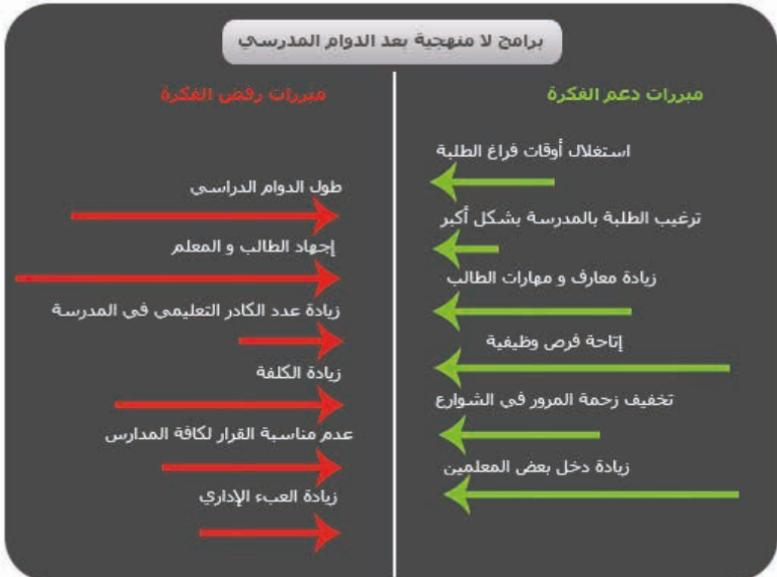 برامج لا منهجية بعد الدوام المدرسي
مبررات دعم الفكرة
استغلال أوقات فراغ الطلبة
ترغيب الطلبة بالمدرسة بشكل أكبر
زيادة معارف و مهارات الطالب
إتاحة فرص وظيفية
تخفيف زحمة المرور في الشوارع
زيادة دخل بعض المعلمين
مبررات رفض الفكرة
طول الدوام الدراسي
إجهاد الطالب و المعلم
زيادة عدد الكادر التعليمي في المدرسة
زيادة الكلفة
عدم مناسبة القرار لكافة المدارس
زيادة العبء الإداري